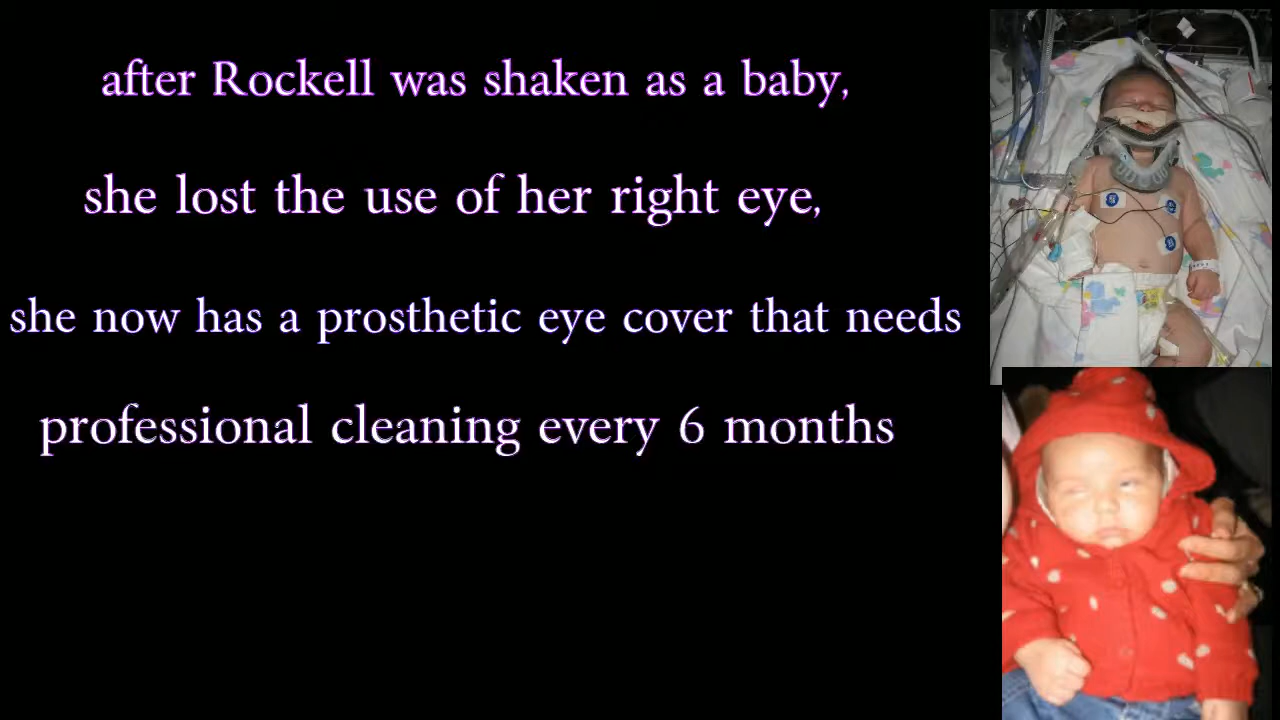 after Rockell was shaken as a baby,
she lost the use of her right eye,
she now has a prosthetic eye cover that needs
professional cleaning every 6 months